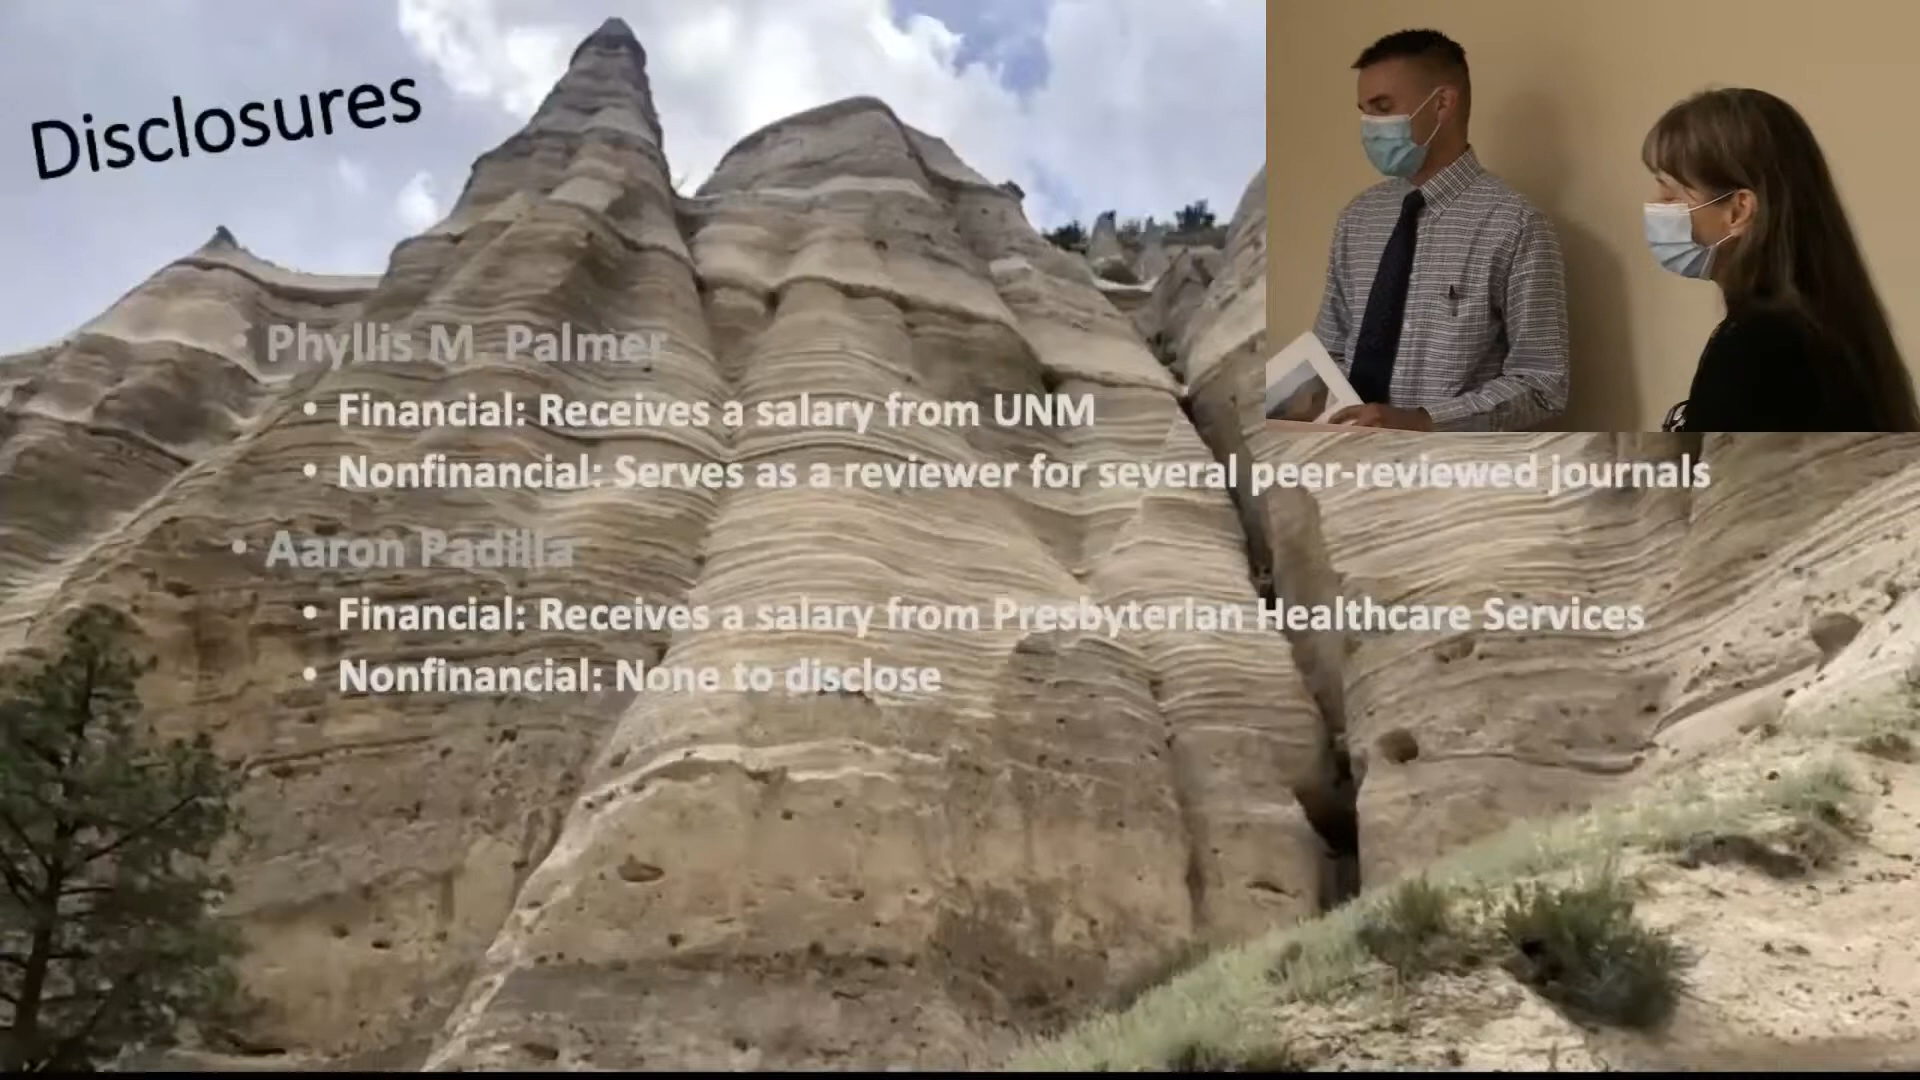 Disclosures
• Phyllis M. Palmer
• Financial: Receives a salary from UNM
• Nonfinancial: Serves as a reviewer for several peer-reviewed journals
• Aaron Padilla
• Financial: Receives a salary from Presbyterian Healthcare Services
• Nonfinancial: None to disclose